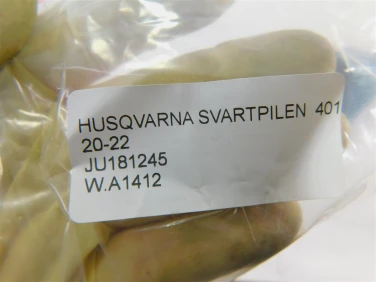 HUSQVARNA SVARTPILEN 401
20-22
JU181245
W.A1412